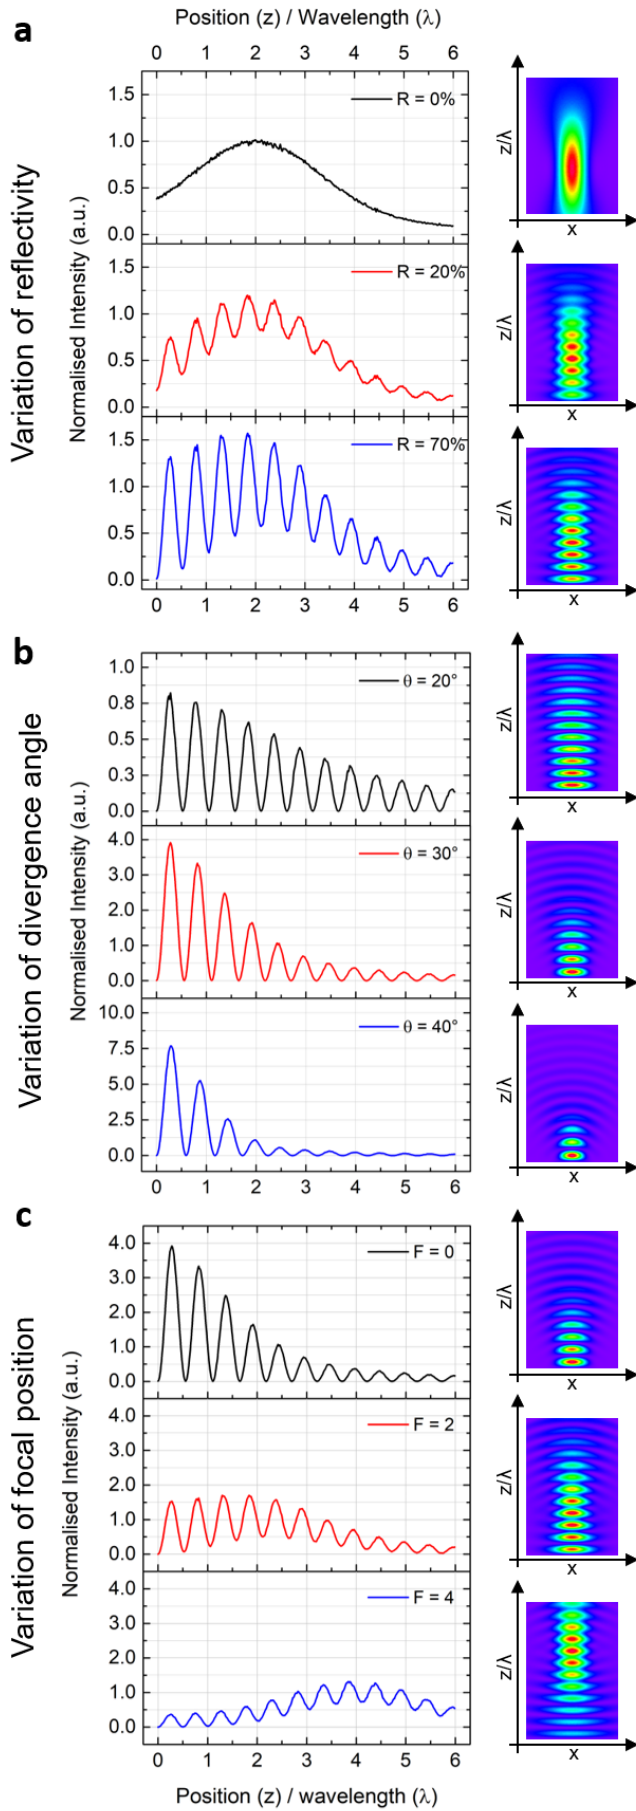 a
Position (z) / Wavelength (λ)
0 1 2 3 4 5 6
Variation of reflectivity
Normalised Intensity (a.u.)
1.5
1.0
0.5
0.0
R = 0%
z/λ
x
1.5
1.0
0.5
0.0
R = 20%
z/λ
x
1.5
1.0
0.5
0.0
R = 70%
z/λ
x
0 1 2 3 4 5 6
b
Variation of divergence angle
Normalised Intensity (a.u.)
1.0
0.8
0.5
0.3
0.0
θ = 20°
z/λ
x
4.0
3.0
2.0
1.0
0.0
θ = 30°
z/λ
x
10.0
7.5
5.0
2.5
0.0
θ = 40°
z/λ
x
0 1 2 3 4 5 6
c
Variation of focal position
Normalised Intensity (a.u.)
4.0
3.0
2.0
1.0
0.0
F = 0
z/λ
x
4.0
3.0
2.0
1.0
0.0
F = 2
z/λ
x
4.0
3.0
2.0
1.0
0.0
F = 4
z/λ
x
0 1 2 3 4 5 6
Position (z) / wavelength (λ)